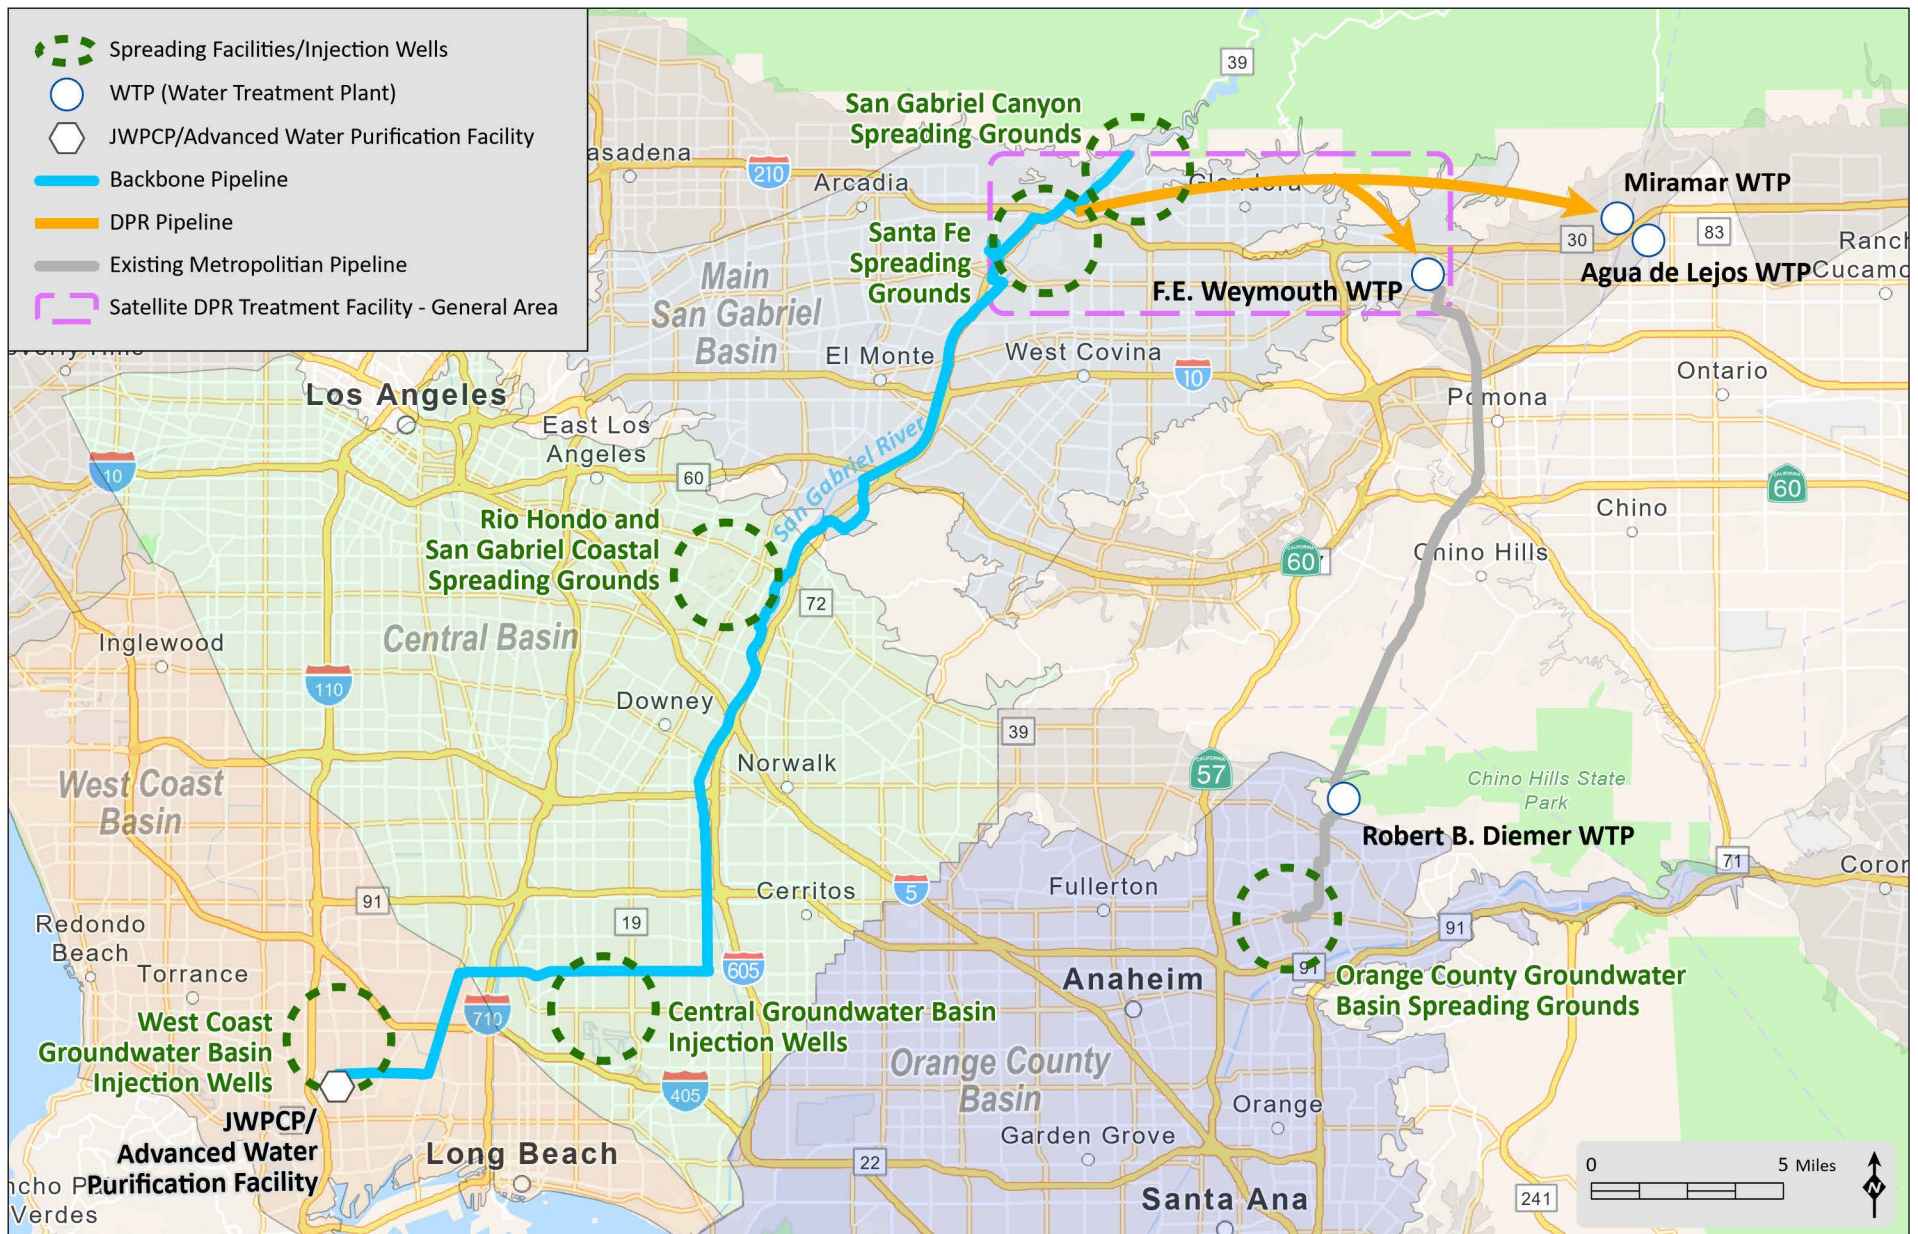 Spreading Facilities/Injection Wells
WTP (Water Treatment Plant)
JWPCP/Advanced Water Purification Facility
Backbone Pipeline
DPR Pipeline
Existing Metropolitian Pipeline
Satellite DPR Treatment Facility - General Area
39
San Gabriel Canyon
Spreading Grounds
asadena
210
Arcadia
Glendora
Miramar WTP
Santa Fe
Spreading
Grounds
30
83
Ranch
Cucamo
Agua de Lejos WTP
F.E. Weymouth WTP
Main
San Gabriel
Basin
El Monte
West Covina
10
Ontario
Pomona
Los Angeles
East Los
Angeles
10
60
San Gabriel River
60
Chino
Rio Hondo and
San Gabriel Coastal
Spreading Grounds
60
Chino Hills
72
Central Basin
Inglewood
110
Downey
39
Norwalk
57
West Coast
Basin
Chino Hills State
Park
Robert B. Diemer WTP
71
Coror
Cerritos
5
Fullerton
91
19
91
Redondo
Beach
Torrance
605
91
Anaheim
Orange County Groundwater
Basin Spreading Grounds
West Coast
Groundwater Basin
Injection Wells
710
Central Groundwater Basin
Injection Wells
405
Orange County
Basin
Orange
JWPCP/
Advanced Water
Purification Facility
Long Beach
Garden Grove
22
Santa Ana
241
ncho Pa
Verdes
0
5 Miles
N